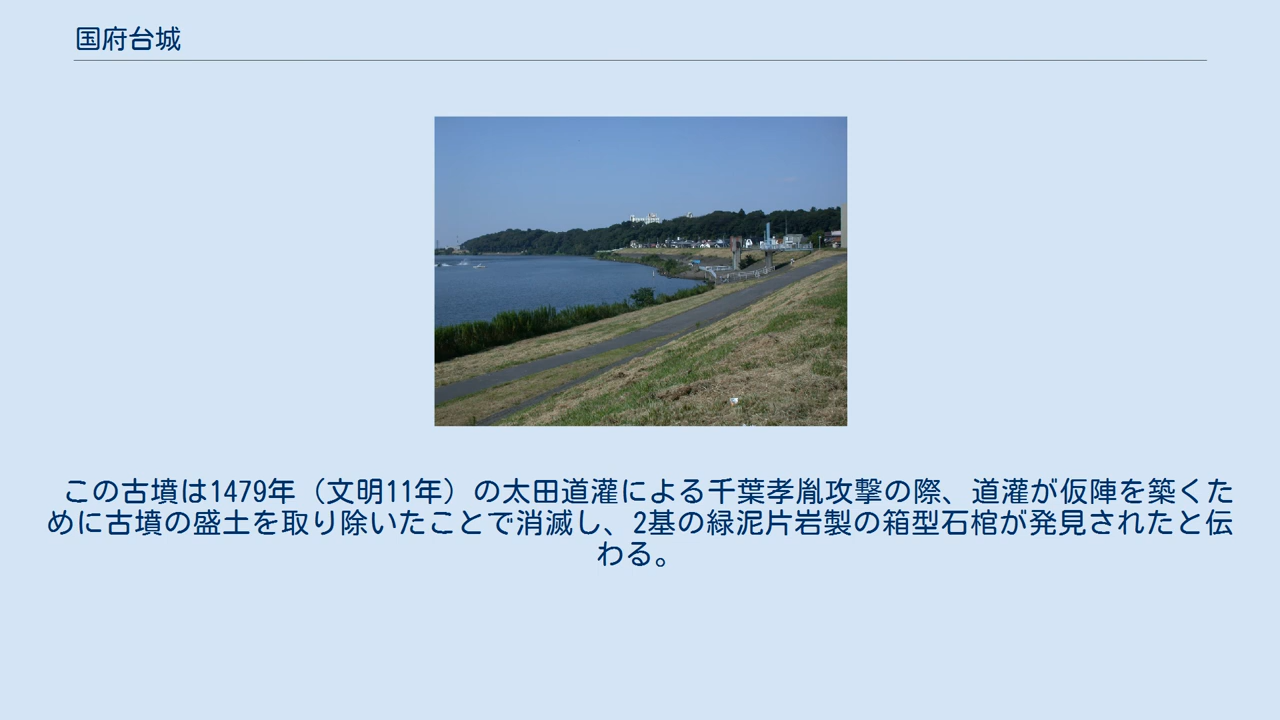 国府台城
この古墳は1479年（文明11年）の太田道灌による千葉孝胤攻撃の際、道灌が仮陣を築くた
めに古墳の盛土を取り除いたことで消滅し、2基の緑泥片岩製の箱型石棺が発見されたと伝
わる。